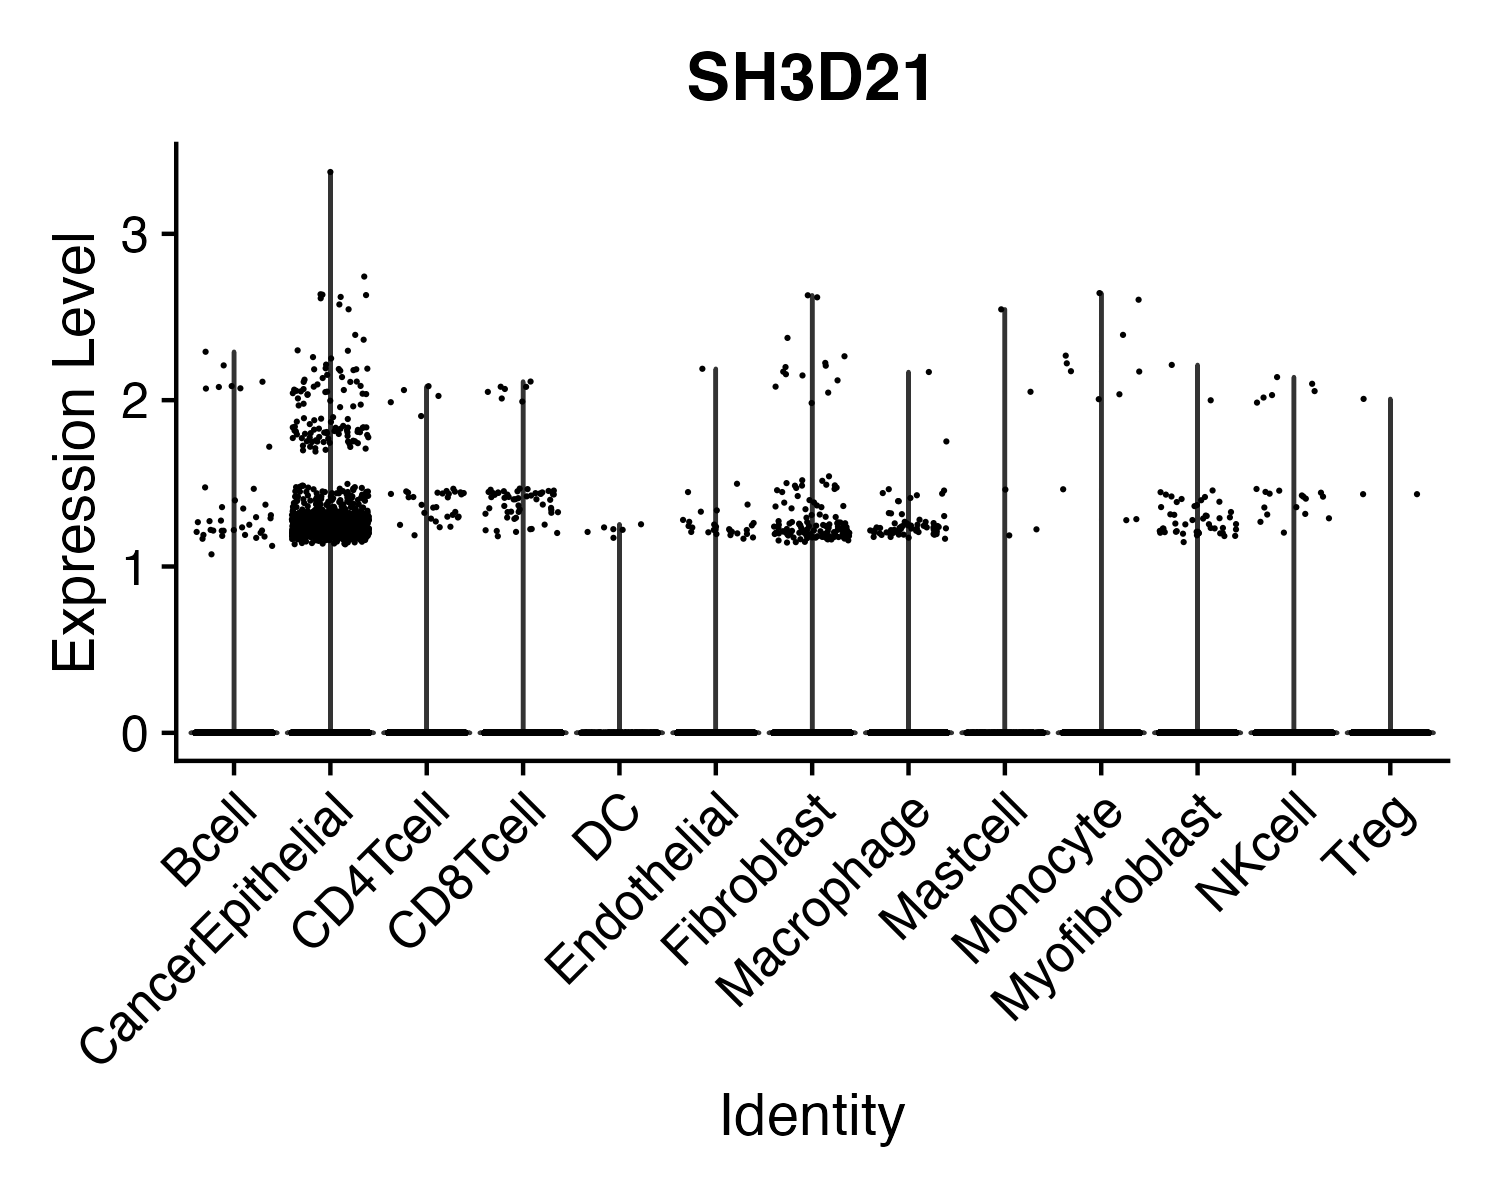 SH3D21
Expression Level
3
2
1
0
Bcell
CancerEpithelial
CD4Tcell
CD8Tcell
DC
Endothelial
Fibroblast
Macrophage
Mastcell
Monocyte
Myofibroblast
NKcell
Treg
Identity